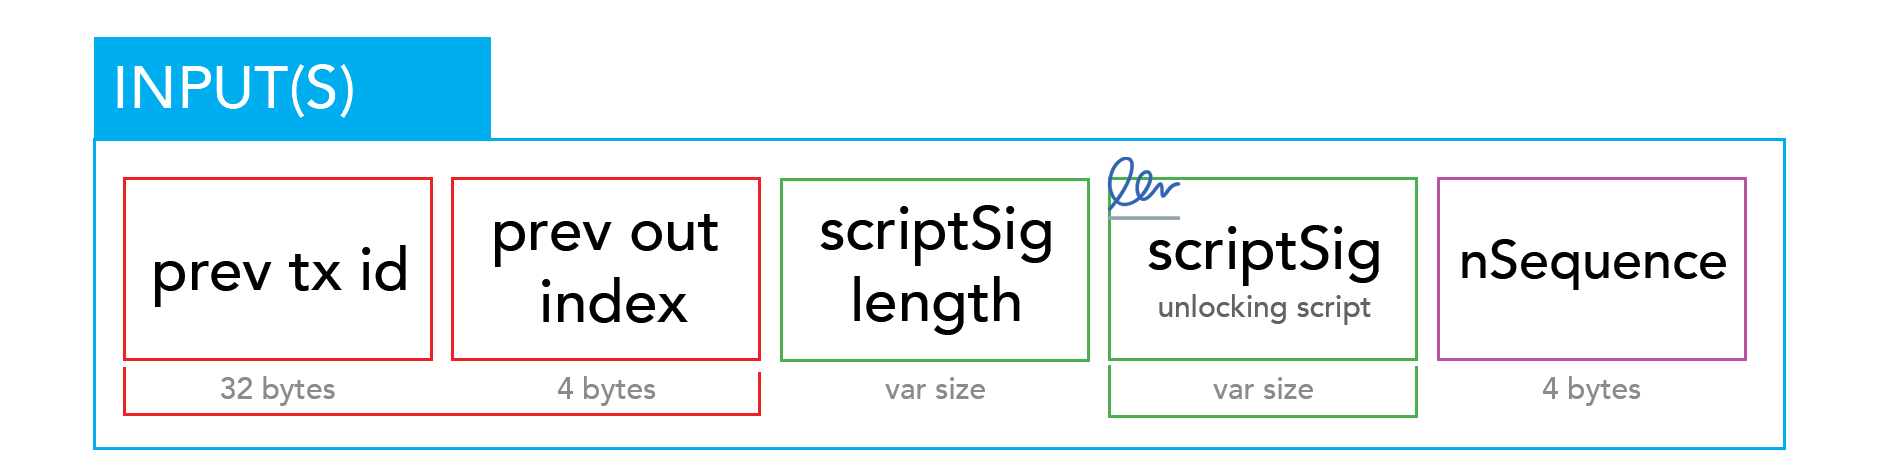 INPUT(S)
prev tx id
prev out
index
scriptSig
length
scriptSig
unlocking script
nSequence
32 bytes
4 bytes
var size
var size
4 bytes